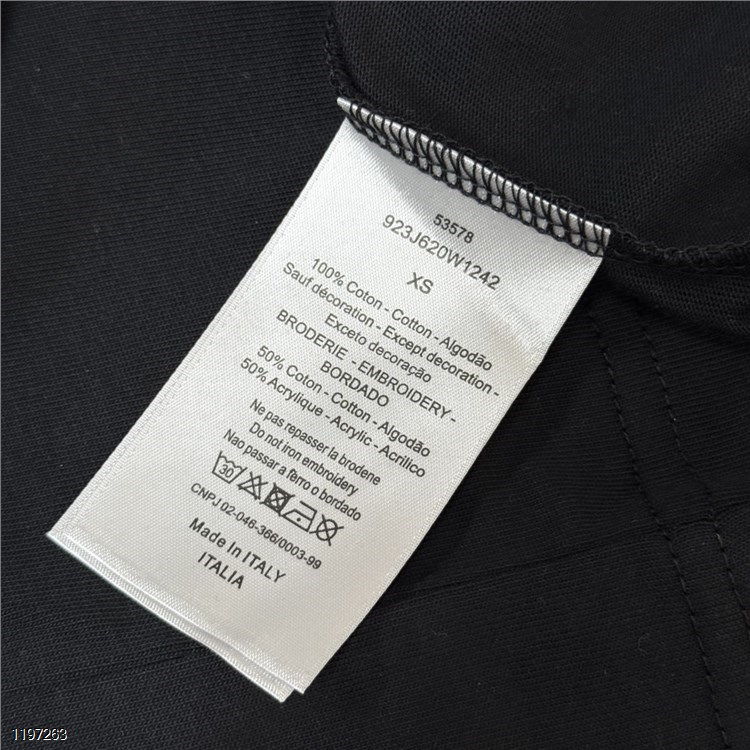 53578
923J620W1242
XS
100% Coton - Cotton - Algodão
Sauf décoration - Except decoration -
Exceto decoração
BRODERIE - EMBROIDERY -
BORDADO
50% Coton - Cotton - Algodão
50% Acrylique - Acrylic - Acrílico
Ne pas repasser la brodene
Do not iron embroidery
Nao passar a ferro o bordado
30
CNPJ 02-046-366/0003-99
Made In ITALY
ITALIA
1197263